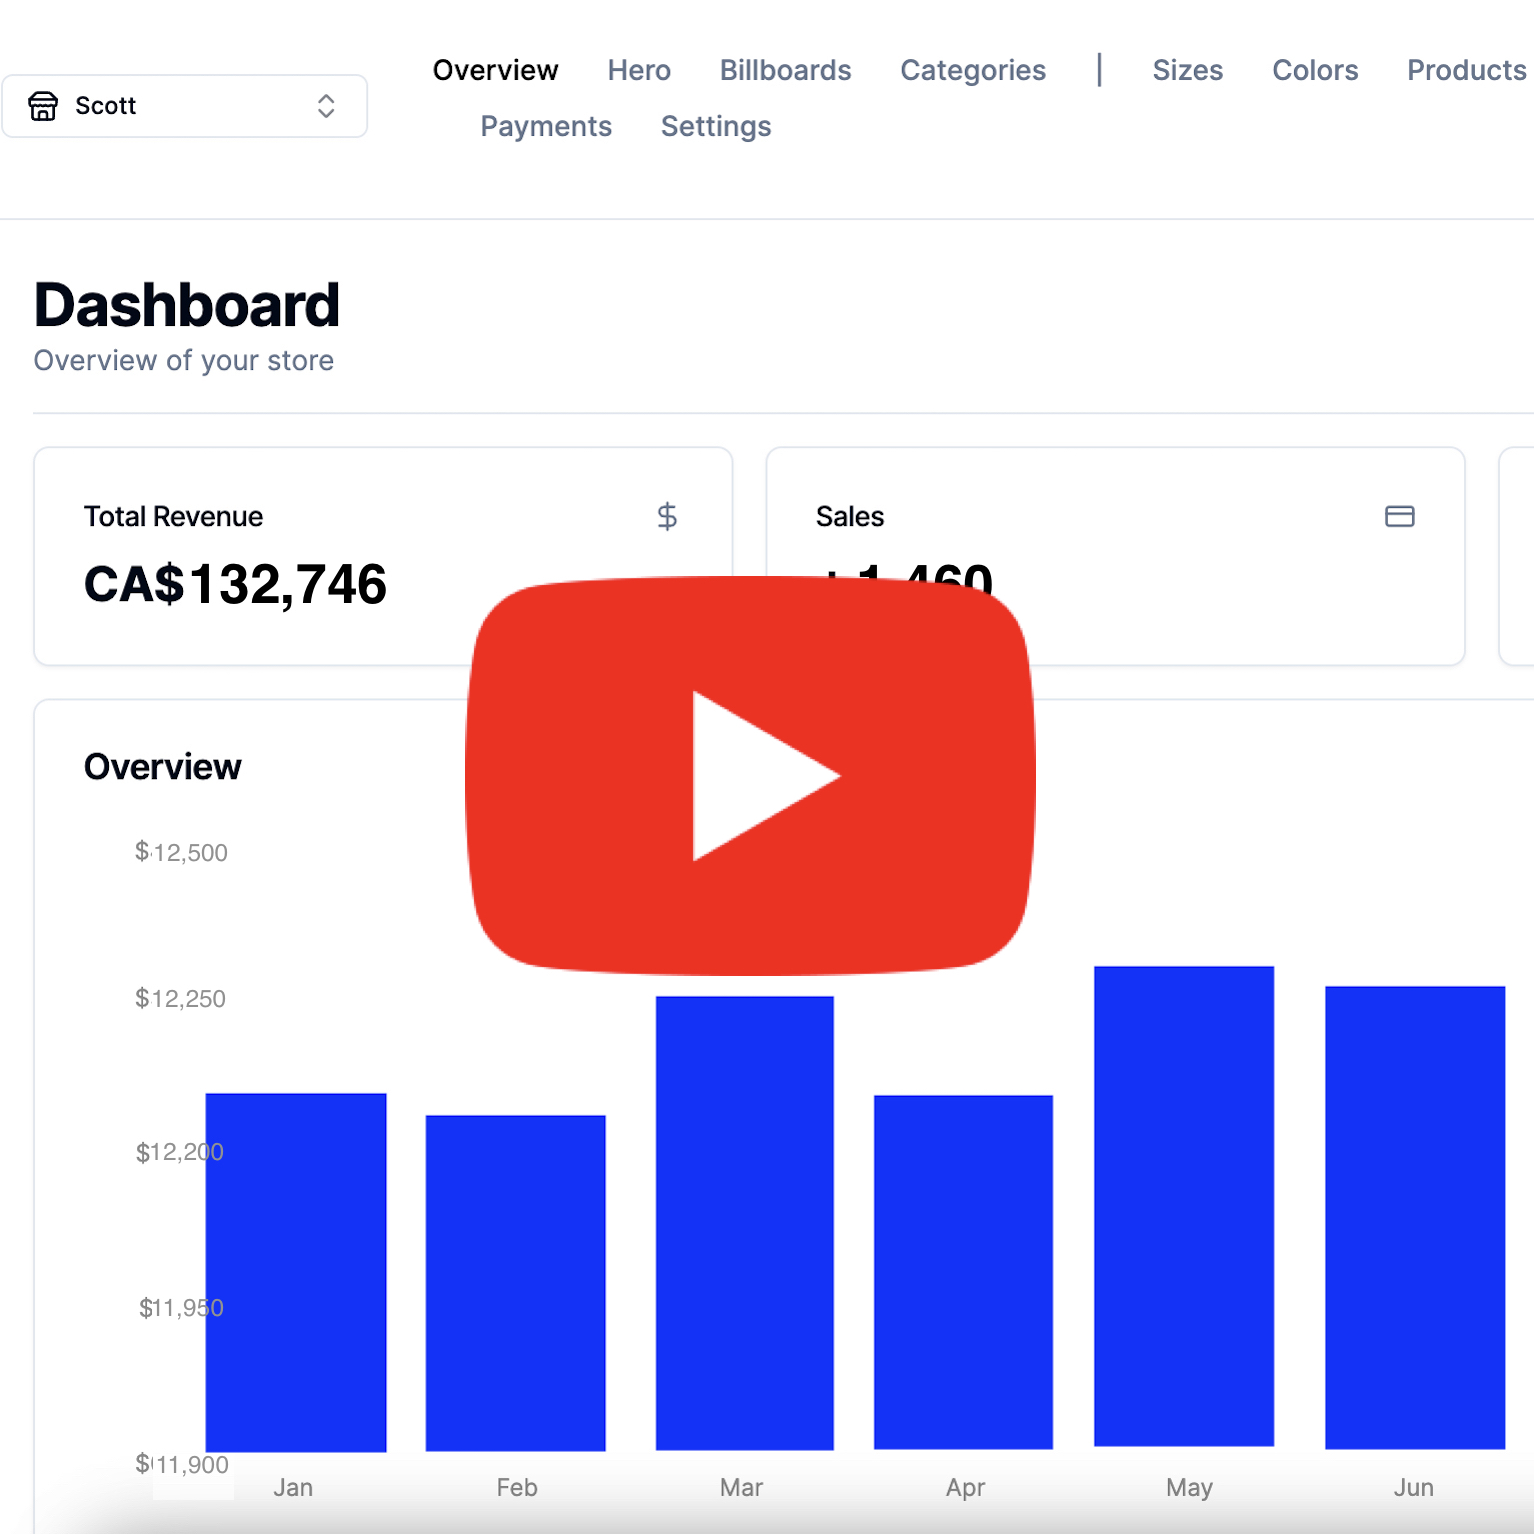 Overview Hero Billboards Categories | Sizes Colors Products
Scott
Payments Settings
Dashboard
Overview of your store
Total Revenue
CA$132,746
Sales
+1,460
Overview
$12,500
$12,250
$12,200
$11,950
$11,900
Jan Feb Mar Apr May Jun